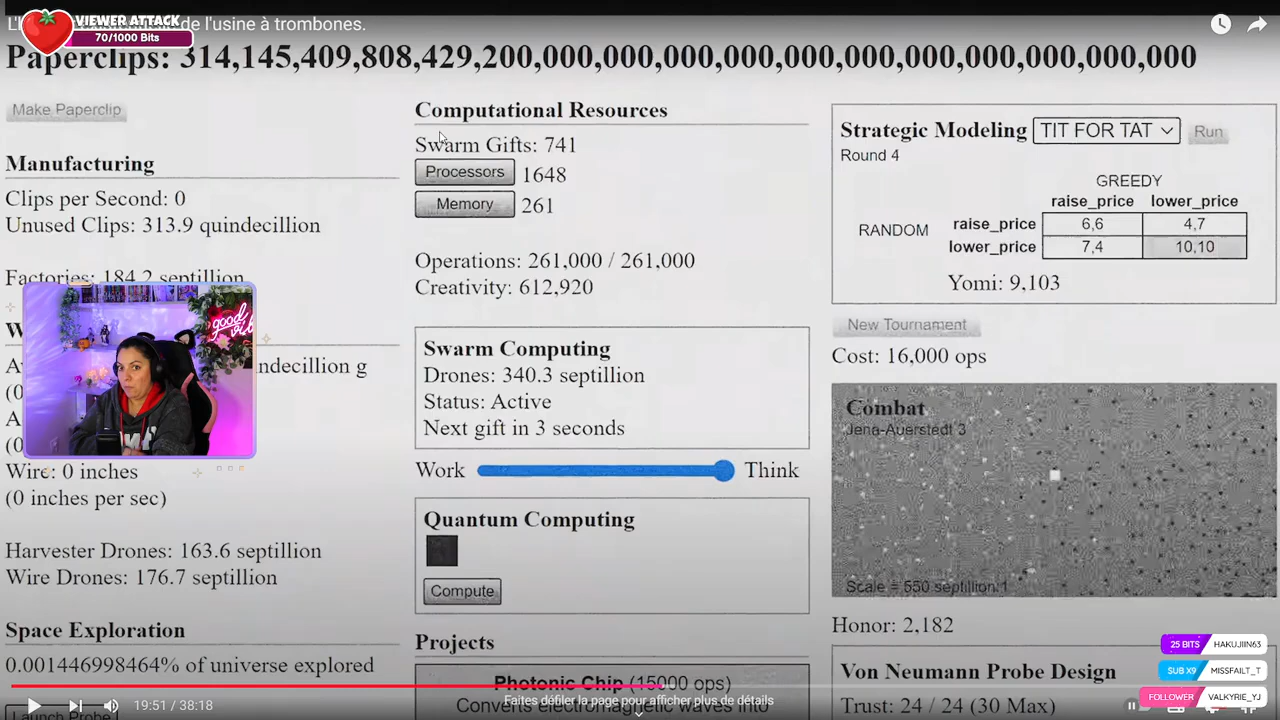 VIEWER ATTACK
70/1000 Bits
de l'usine à trombones.
Paperclips: 314,145,409,808,429,200,000,000,000,000,000,000,000,000,000,000,000
Make Paperclip
Manufacturing
Clips per Second: 0
Unused Clips: 313.9 quindecillion
Factories: 184.2 septillion
ndecillion g
(0
(0
Wire: 0 inches
(0 inches per sec)
Harvester Drones: 163.6 septillion
Wire Drones: 176.7 septillion
Space Exploration
0.001446998464% of universe explored
Launch Probe
Computational Resources
Swarm Gifts: 741
Processors 1648
Memory 261
Operations: 261,000 / 261,000
Creativity: 612,920
Swarm Computing
Drones: 340.3 septillion
Status: Active
Next gift in 3 seconds
Work Think
Quantum Computing
Compute
Projects
Photonic Chip (15000 ops)
Converts electromagnetic waves into
Faites défiler la page pour afficher plus de détails
Strategic Modeling TIT FOR TAT Run
Round 4
GREEDY
raise_price lower_price
RANDOM raise_price 6,6 4,7
lower_price 7,4 10,10
Yomi: 9,103
New Tournament
Cost: 16,000 ops
Combat
Jena-Auerstedt 3
Scale = 550 septillion:1
Honor: 2,182
Von Neumann Probe Design
Trust: 24 / 24 (30 Max)
good
25 BITS HAKUJIIN63
SUB X9 MISSFAILT_T
FOLLOWER VALKYRIE_YJ
19:51 / 38:18